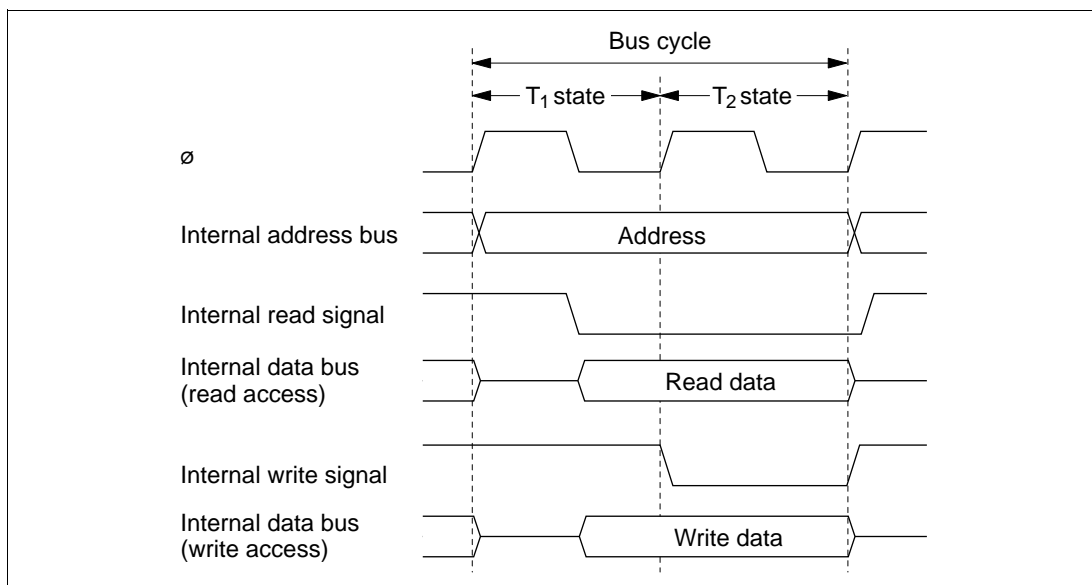 Bus cycle
T1 state
T2 state
ø
Internal address bus
Address
Internal read signal
Internal data bus
(read access)
Read data
Internal write signal
Internal data bus
(write access)
Write data